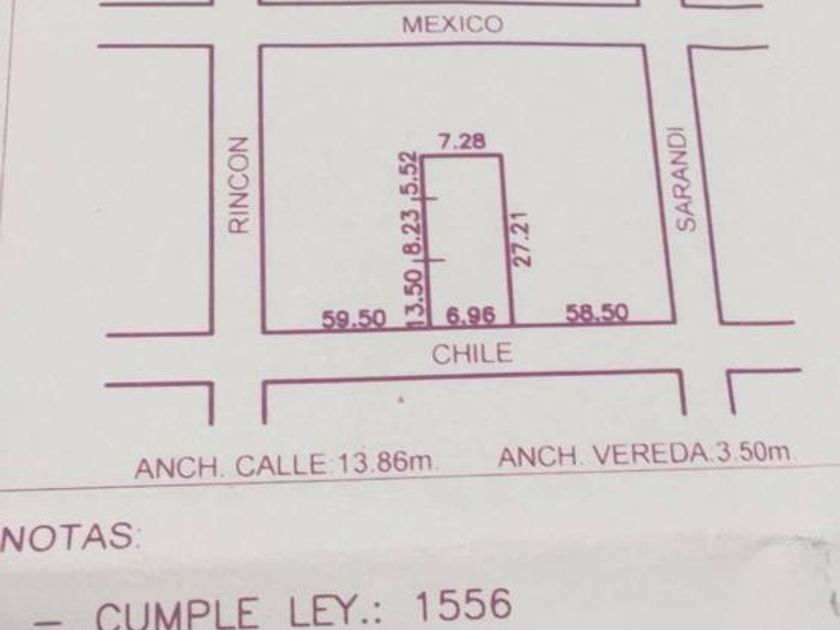 MEXICO
RINCON
SARANDI
7.28
5.52
8.23
13.50
27.21
59.50
6.96
58.50
CHILE
ANCH. CALLE:13.86m.
ANCH. VEREDA.3.50m.
NOTAS:
– CUMPLE LEY.: 1556